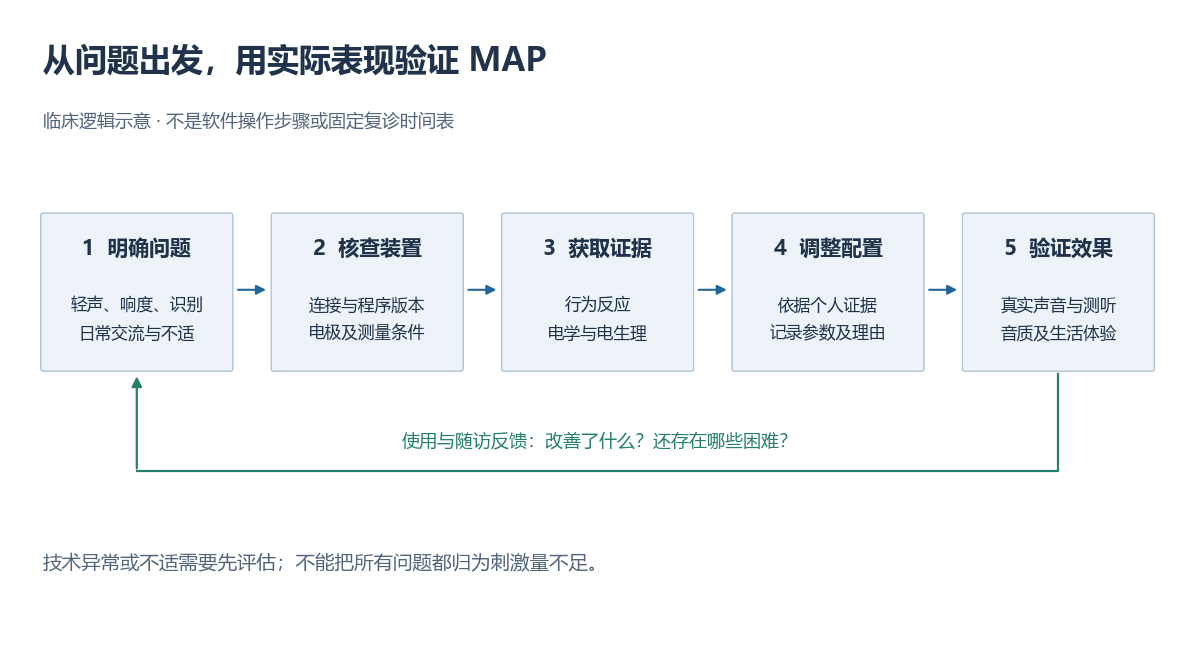 从问题出发，用实际表现验证 MAP
临床逻辑示意 · 不是软件操作步骤或固定复诊时间表
1 明确问题
轻声、响度、识别
日常交流与不适
2 核查装置
连接与程序版本
电极及测量条件
3 获取证据
行为反应
电学与电生理
4 调整配置
依据个人证据
记录参数及理由
5 验证效果
真实声音与测听
音质及生活体验
使用与随访反馈：改善了什么？还存在哪些困难？
技术异常或不适需要先评估；不能把所有问题都归为刺激量不足。